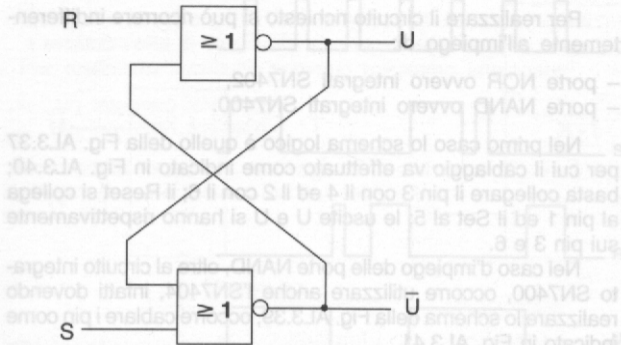 R
≥ 1
U
Per realizzare il circuito richiesto si può ricorrere indifferen-
temente all'impiego
– porte NOR ovvero integrati SN7402,
– porte NAND ovvero integrati SN7400.
Nel primo caso lo schema logico è quello della Fig. AL3.37
per cui il cablaggio va effettuato come indicato in Fig. AL3.40;
basta collegare il pin 3 con il 4 ed il 2 con il 6; il Reset si collega
al pin 1 ed il Set al 5; le uscite U e Ū si hanno rispettivamente
sui pin 3 e 6.
Nel caso d'impiego delle porte NAND, oltre al circuito integra-
to SN7400, occorre utilizzare anche l'SN7404, infatti dovendo
realizzare lo schema della Fig. AL3.39, occorre cablare i pin come
indicato in Fig. AL3.41.
≥ 1
Ū
S